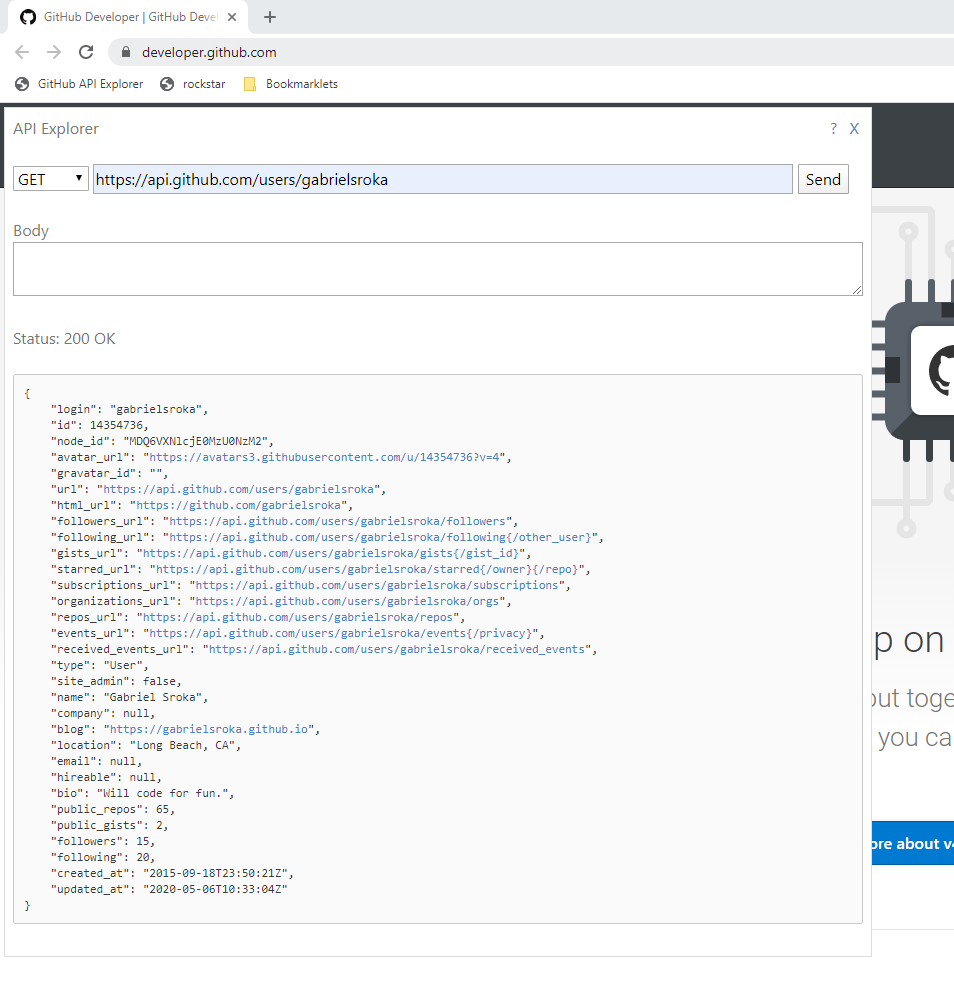 GitHub Developer | GitHub Deve
developer.github.com
GitHub API Explorer rockstar Bookmarklets
API Explorer ? X
GET https://api.github.com/users/gabrielsroka Send
Body
Status: 200 OK
{
"login": "gabrielsroka",
"id": 14354736,
"node_id": "MDQ6VXNlcjE0MzU0NzM2",
"avatar_url": "https://avatars3.githubusercontent.com/u/14354736?v=4",
"gravatar_id": "",
"url": "https://api.github.com/users/gabrielsroka",
"html_url": "https://github.com/gabrielsroka",
"followers_url": "https://api.github.com/users/gabrielsroka/followers",
"following_url": "https://api.github.com/users/gabrielsroka/following{/other_user}",
"gists_url": "https://api.github.com/users/gabrielsroka/gists{/gist_id}",
"starred_url": "https://api.github.com/users/gabrielsroka/starred{/owner}{/repo}",
"subscriptions_url": "https://api.github.com/users/gabrielsroka/subscriptions",
"organizations_url": "https://api.github.com/users/gabrielsroka/orgs",
"repos_url": "https://api.github.com/users/gabrielsroka/repos",
"events_url": "https://api.github.com/users/gabrielsroka/events{/privacy}",
"received_events_url": "https://api.github.com/users/gabrielsroka/received_events",
"type": "User",
"site_admin": false,
"name": "Gabriel Sroka",
"company": null,
"blog": "https://gabrielsroka.github.io",
"location": "Long Beach, CA",
"email": null,
"hireable": null,
"bio": "Will code for fun.",
"public_repos": 65,
"public_gists": 2,
"followers": 15,
"following": 20,
"created_at": "2015-09-18T23:50:21Z",
"updated_at": "2020-05-06T10:33:04Z"
}
p on
out toge
you ca
ore about v4